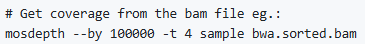 # Get coverage from the bam file eg.:
mosdepth --by 100000 -t 4 sample bwa.sorted.bam